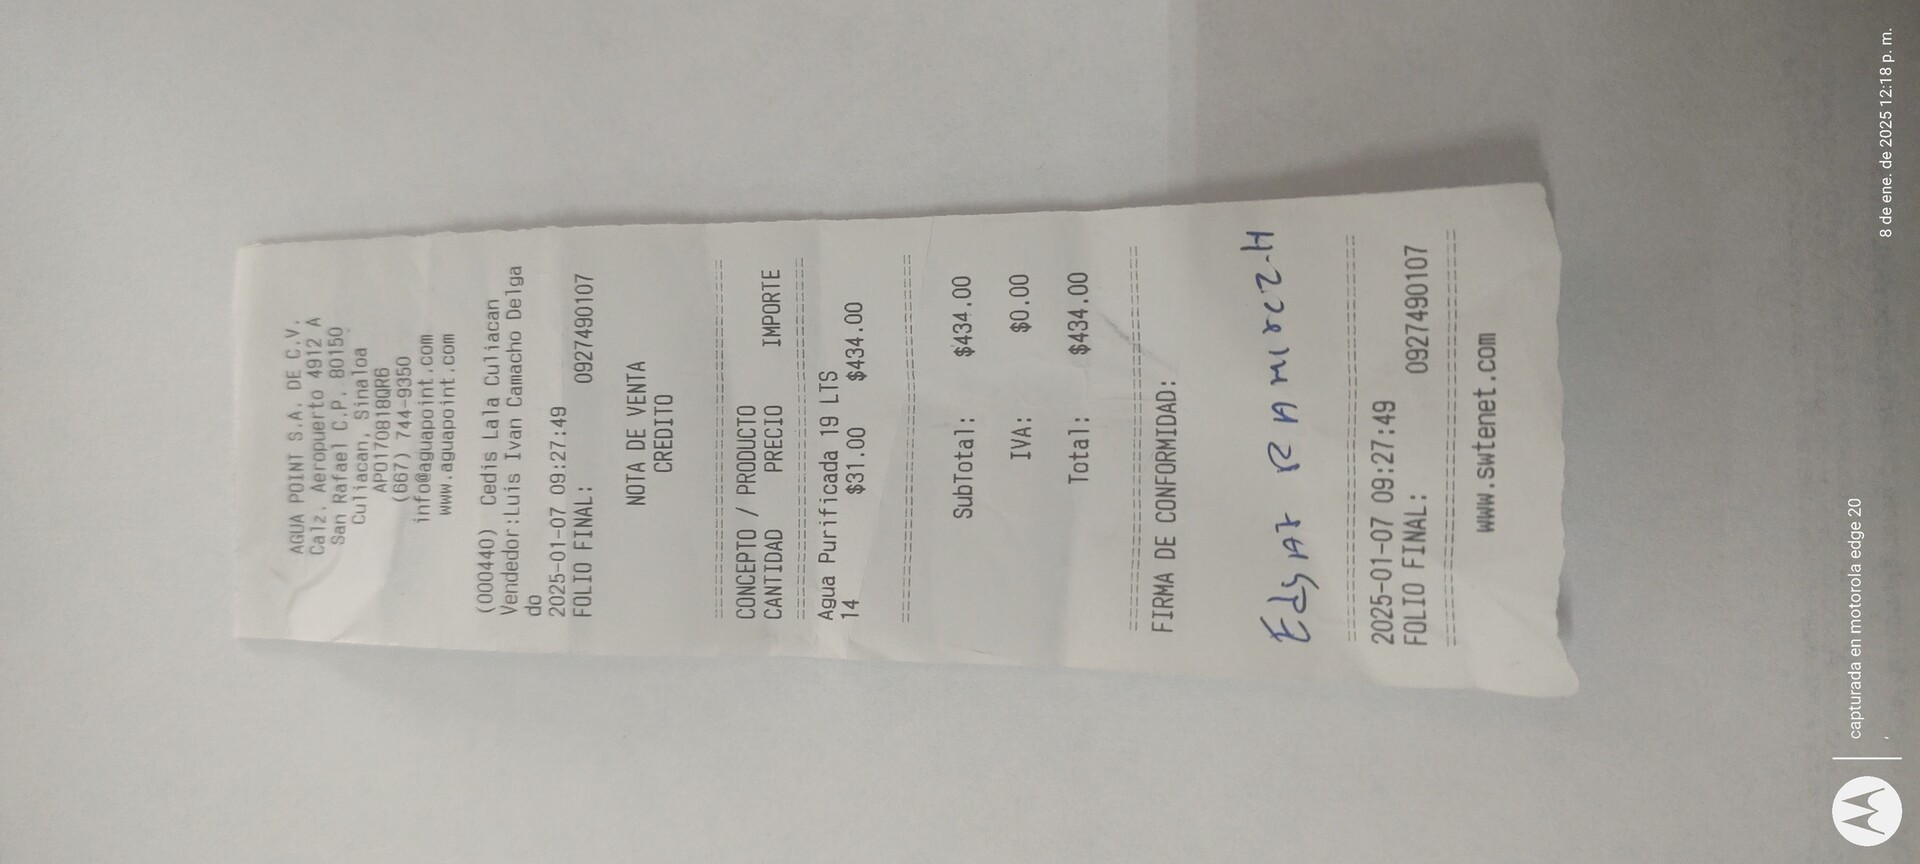 AGUA POINT S.A. DE C.V.
Calz. Aeropuerto 4912 A
San Rafael C.P. 80150
Culiacan, Sinaloa
APO170818QR6
(667) 744-9350
info@aguapoint.com
www.aguapoint.com
(000440) Cedis Lala Culiacan
Vendedor:Luis Ivan Camacho Delga
do
2025-01-07 09:27:49
FOLIO FINAL: 0927490107
NOTA DE VENTA
CREDITO
CONCEPTO / PRODUCTO
CANTIDAD PRECIO IMPORTE
Agua Purificada 19 LTS
14 $31.00 $434.00
SubTotal: $434.00
IVA: $0.00
Total: $434.00
FIRMA DE CONFORMIDAD:
Edgar Ramirez H
2025-01-07 09:27:49
FOLIO FINAL: 0927490107
www.swtenet.com
capturada en motorola edge 20
,
8 de ene. de 2025 12:18 p. m.